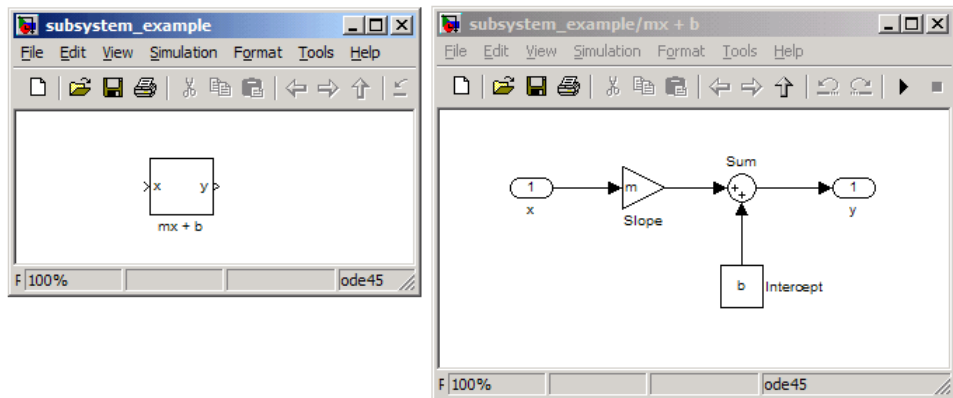 subsystem_example
File Edit View Simulation Format Tools Help
x y
mx + b
F 100% ode45
subsystem_example/mx + b
File Edit View Simulation Format Tools Help
Sum
1 m + + 1
x Slope y
b Intercept
F 100% ode45